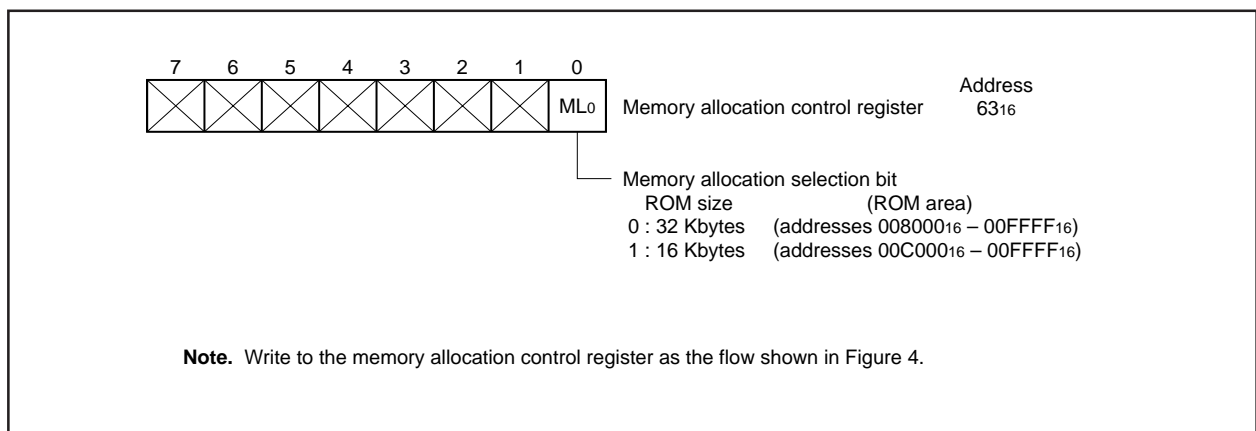 7 6 5 4 3 2 1 0
Address
ML0 Memory allocation control register 6316
Memory allocation selection bit
ROM size (ROM area)
0 : 32 Kbytes (addresses 00800016 – 00FFFF16)
1 : 16 Kbytes (addresses 00C00016 – 00FFFF16)
Note. Write to the memory allocation control register as the flow shown in Figure 4.